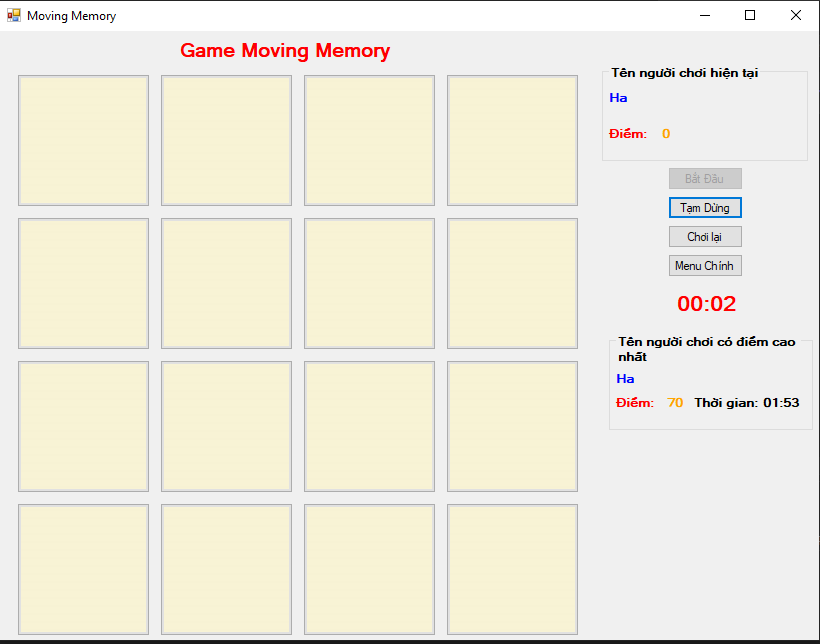 Moving Memory
Game Moving Memory
Tên người chơi hiện tại
Ha
Điểm: 0
Bắt Đầu
Tạm Dừng
Chơi lại
Menu Chính
00:02
Tên người chơi có điểm cao
nhất
Ha
Điểm: 70 Thời gian: 01:53